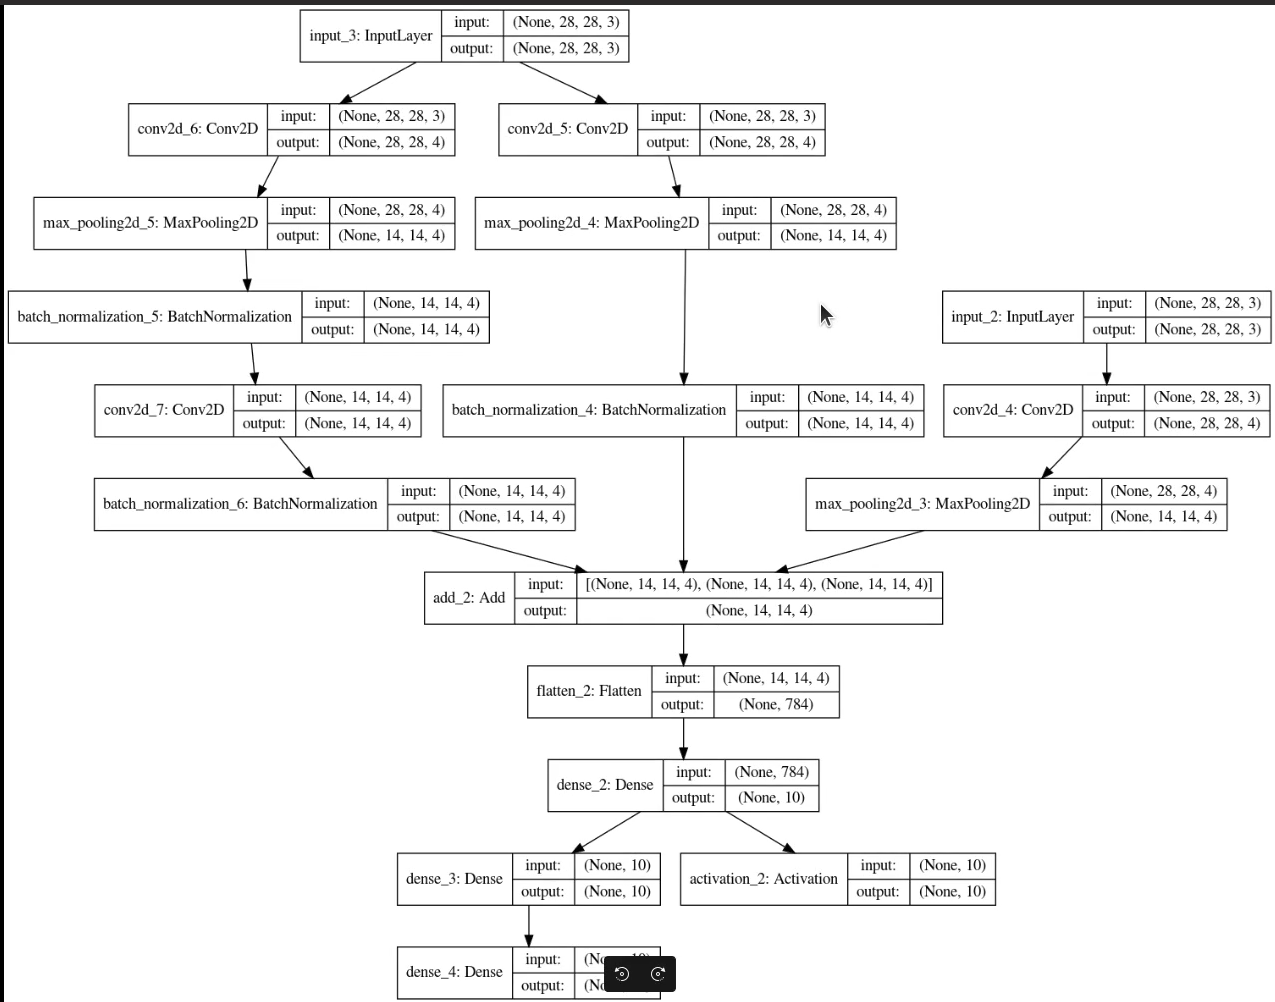 input_3: InputLayer
input: (None, 28, 28, 3)
output: (None, 28, 28, 3)
conv2d_6: Conv2D
input: (None, 28, 28, 3)
output: (None, 28, 28, 4)
conv2d_5: Conv2D
input: (None, 28, 28, 3)
output: (None, 28, 28, 4)
max_pooling2d_5: MaxPooling2D
input: (None, 28, 28, 4)
output: (None, 14, 14, 4)
max_pooling2d_4: MaxPooling2D
input: (None, 28, 28, 4)
output: (None, 14, 14, 4)
batch_normalization_5: BatchNormalization
input: (None, 14, 14, 4)
output: (None, 14, 14, 4)
input_2: InputLayer
input: (None, 28, 28, 3)
output: (None, 28, 28, 3)
conv2d_7: Conv2D
input: (None, 14, 14, 4)
output: (None, 14, 14, 4)
batch_normalization_4: BatchNormalization
input: (None, 14, 14, 4)
output: (None, 14, 14, 4)
conv2d_4: Conv2D
input: (None, 28, 28, 3)
output: (None, 28, 28, 4)
batch_normalization_6: BatchNormalization
input: (None, 14, 14, 4)
output: (None, 14, 14, 4)
max_pooling2d_3: MaxPooling2D
input: (None, 28, 28, 4)
output: (None, 14, 14, 4)
add_2: Add
input: [(None, 14, 14, 4), (None, 14, 14, 4), (None, 14, 14, 4)]
output: (None, 14, 14, 4)
flatten_2: Flatten
input: (None, 14, 14, 4)
output: (None, 784)
dense_2: Dense
input: (None, 784)
output: (None, 10)
dense_3: Dense
input: (None, 10)
output: (None, 10)
activation_2: Activation
input: (None, 10)
output: (None, 10)
dense_4: Dense
input:
output: